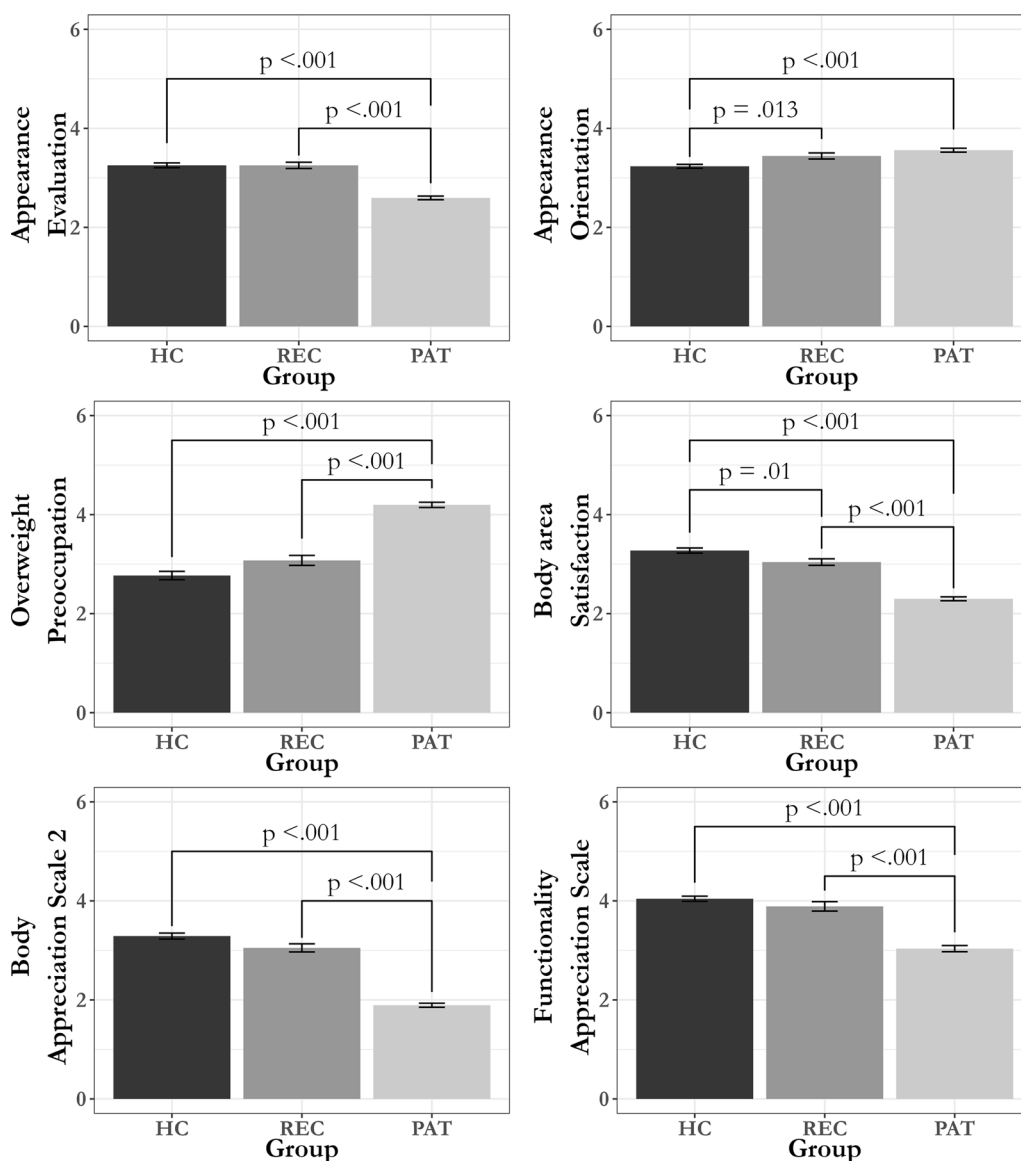 Appearance
Evaluation
6
4
2
0
p <.001
p <.001
HC REC PAT
Group
Appearance
Orientation
6
4
2
0
p <.001
p = .013
HC REC PAT
Group
Overweight
Preoccupation
6
4
2
0
p <.001
p <.001
HC REC PAT
Group
Body area
Satisfaction
6
4
2
0
p <.001
p = .01
p <.001
HC REC PAT
Group
Body
Appreciation Scale 2
6
4
2
0
p <.001
p <.001
HC REC PAT
Group
Functionality
Appreciation Scale
6
4
2
0
p <.001
p <.001
HC REC PAT
Group